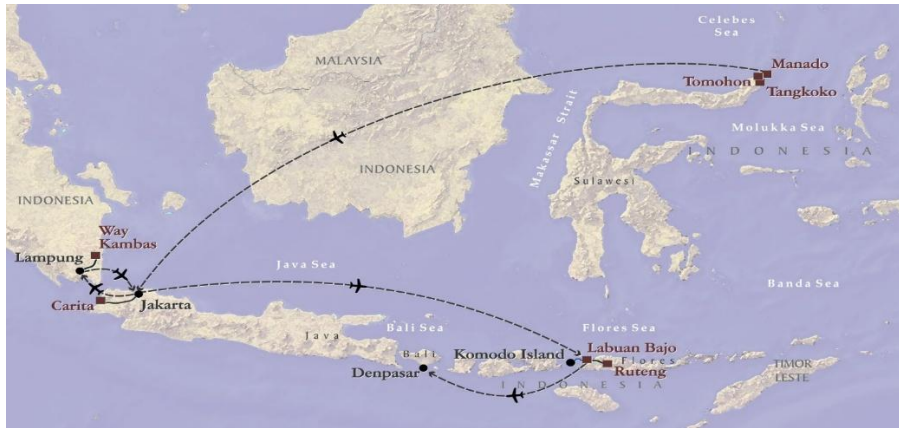 Celebes
Sea
MALAYSIA
Manado
Tomohon
Tangkoko
Makassar Strait
Molukka Sea
INDONESIA
INDONESIA
Sulawesi
INDONESIA
Way
Kambas
Lampung
Java Sea
Banda Sea
Carita
Jakarta
Java
Bali Sea
Flores Sea
Bali
Komodo Island
Labuan Bajo
Flores
Ruteng
Denpasar
INDONESIA
TIMOR
LESTE